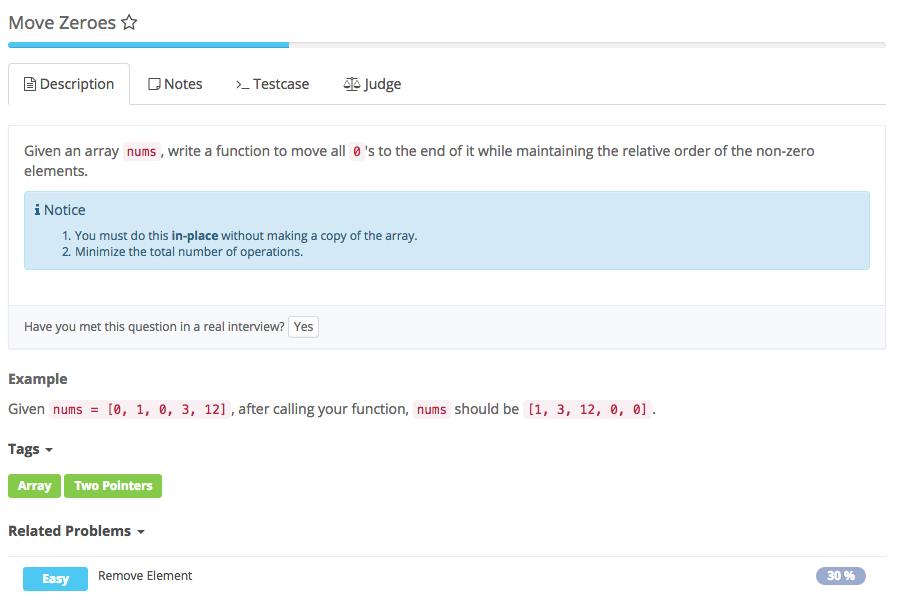 Move Zeroes
Description Notes >_ Testcase Judge
Given an array nums , write a function to move all 0 's to the end of it while maintaining the relative order of the non-zero
elements.
i Notice
1. You must do this in-place without making a copy of the array.
2. Minimize the total number of operations.
Have you met this question in a real interview? Yes
Example
Given nums = [0, 1, 0, 3, 12] , after calling your function, nums should be [1, 3, 12, 0, 0] .
Tags
Array Two Pointers
Related Problems
Easy Remove Element 30 %